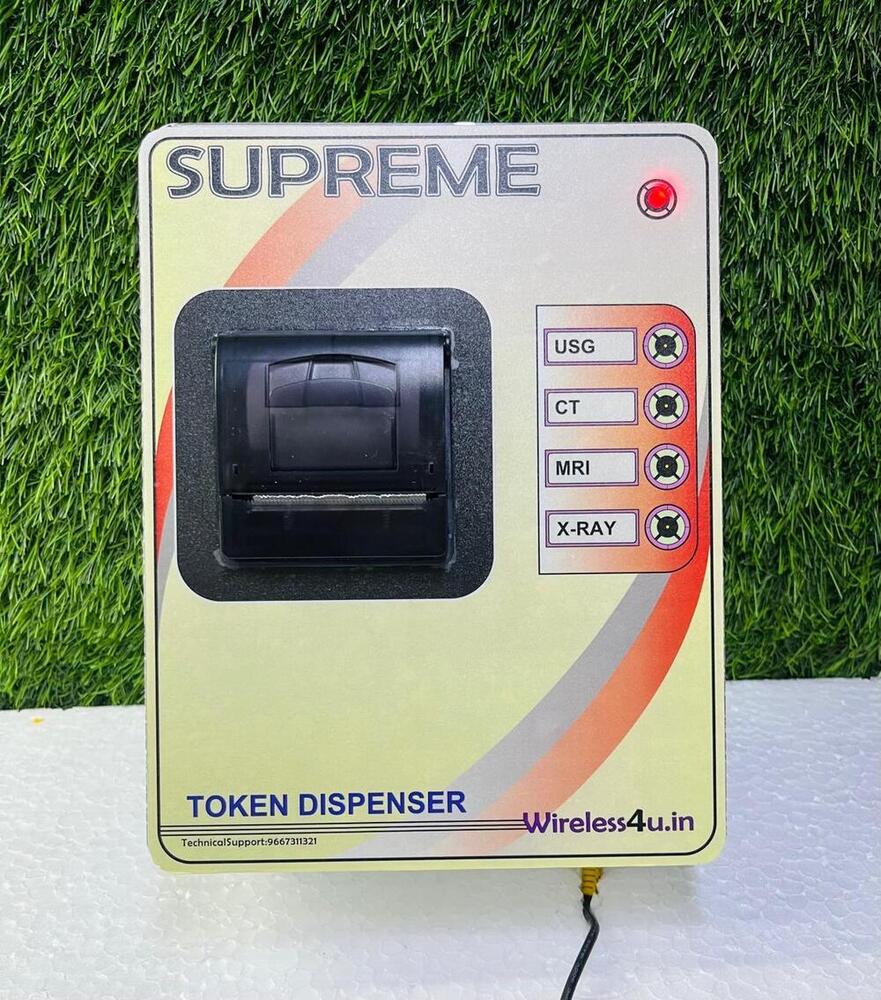 SUPREME
USG
CT
MRI
X-RAY
TOKEN DISPENSER
Wireless4u.in
TechnicalSupport:9667311321